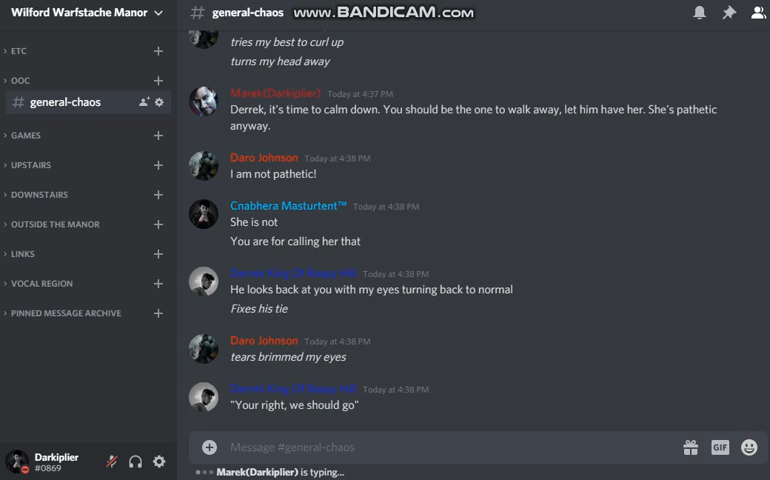 Wilford Warfstache Manor
# general-chaos
www.BANDICAM.com
ETC
OOC
# general-chaos
GAMES
UPSTAIRS
DOWNSTAIRS
OUTSIDE THE MANOR
LINKS
VOCAL REGION
PINNED MESSAGE ARCHIVE
Darkiplier
#0869
tries my best to curl up
turns my head away
Marek(Darkiplier) Today at 4:37 PM
Derrek, it's time to calm down. You should be the one to walk away, let him have her. She's pathetic
anyway.
Daro Johnson Today at 4:38 PM
I am not pathetic!
Cnabhera Masturtent™ Today at 4:38 PM
She is not
You are for calling her that
Today at 4:38 PM
He looks back at you with my eyes turning back to normal
Fixes his tie
Daro Johnson Today at 4:38 PM
tears brimmed my eyes
Today at 4:38 PM
"Your right, we should go"
Message #general-chaos
GIF
Marek(Darkiplier) is typing...